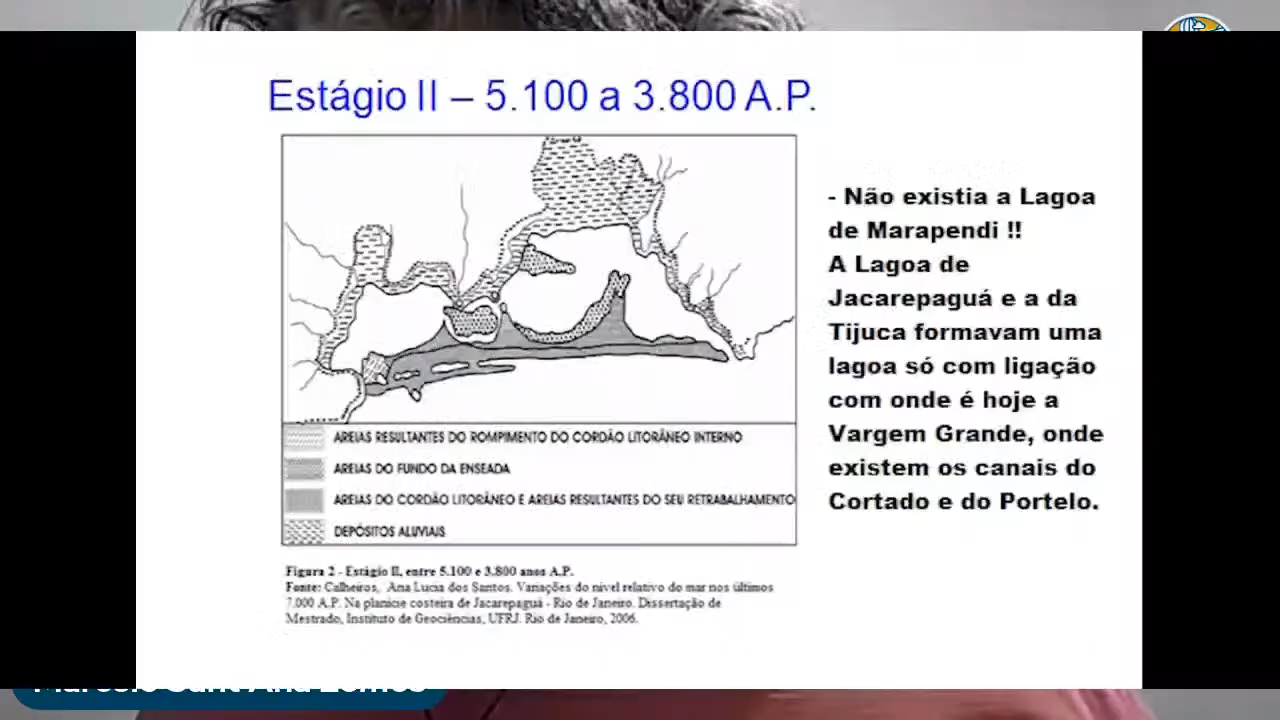 Estágio II – 5.100 a 3.800 A.P.
- Não existia a Lagoa
de Marapendi !!
A Lagoa de
Jacarepaguá e a da
Tijuca formavam uma
lagoa só com ligação
com onde é hoje a
Vargem Grande, onde
existem os canais do
Cortado e do Portelo.
AREIAS RESULTANTES DO ROMPIMENTO DO CORDÃO LITORÂNEO INTERNO
AREIAS DO FUNDO DA ENSEADA
AREIAS DO CORDÃO LITORÂNEO E AREIAS RESULTANTES DO SEU RETRABALHAMENTO
DEPÓSITOS ALUVIAIS
Figura 2 - Estágio II, entre 5.100 e 3.800 anos A.P.
Fonte: Calheiros, Ana Lucia dos Santos. Variações do nivel relativo do mar nos últimos
7.000 A.P. Na planicie costeira de Jacarepaguá - Rio de Janeiro. Dissertação de
Mestrado, Instituto de Geociências, UFRJ. Rio de Janeiro, 2006.